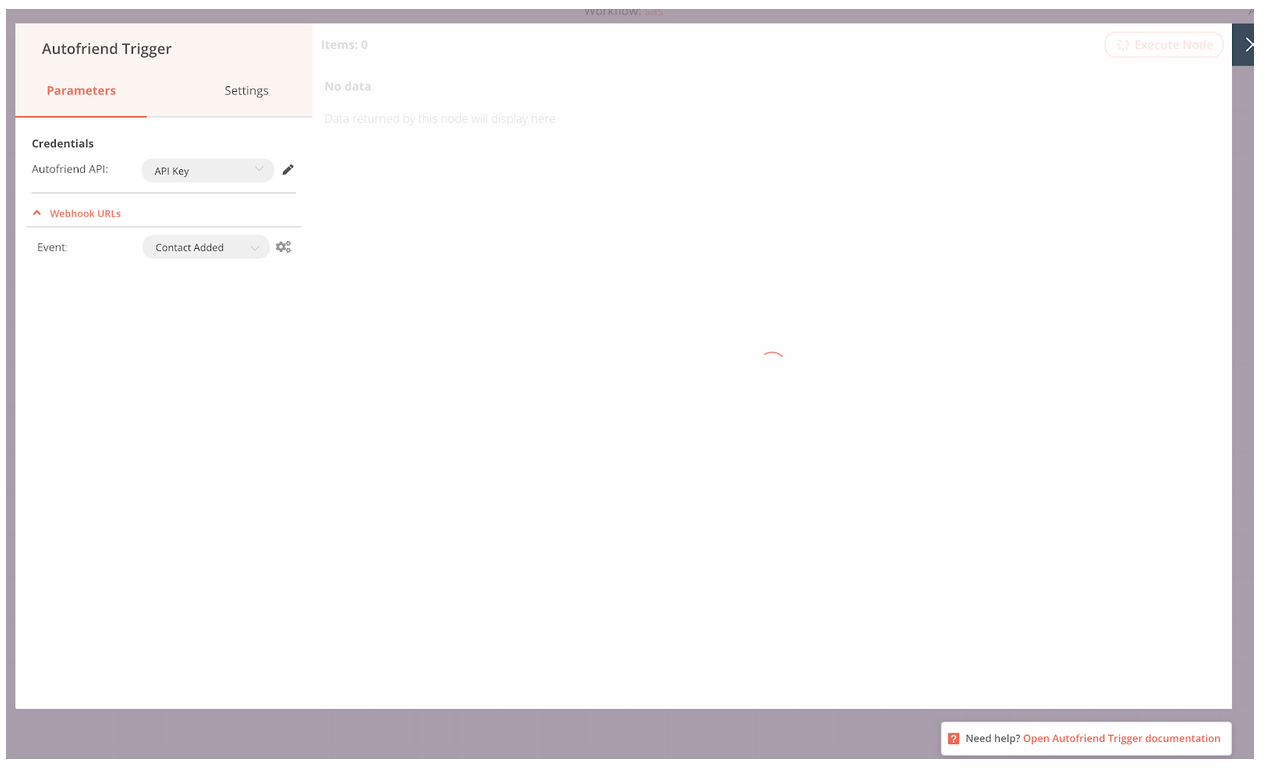 Workflow: sas
Autofriend Trigger
Parameters
Settings
Credentials
Autofriend API:
API Key
Webhook URLs
Event:
Contact Added
Items: 0
Execute Node
No data
Data returned by this node will display here
Need help? Open Autofriend Trigger documentation